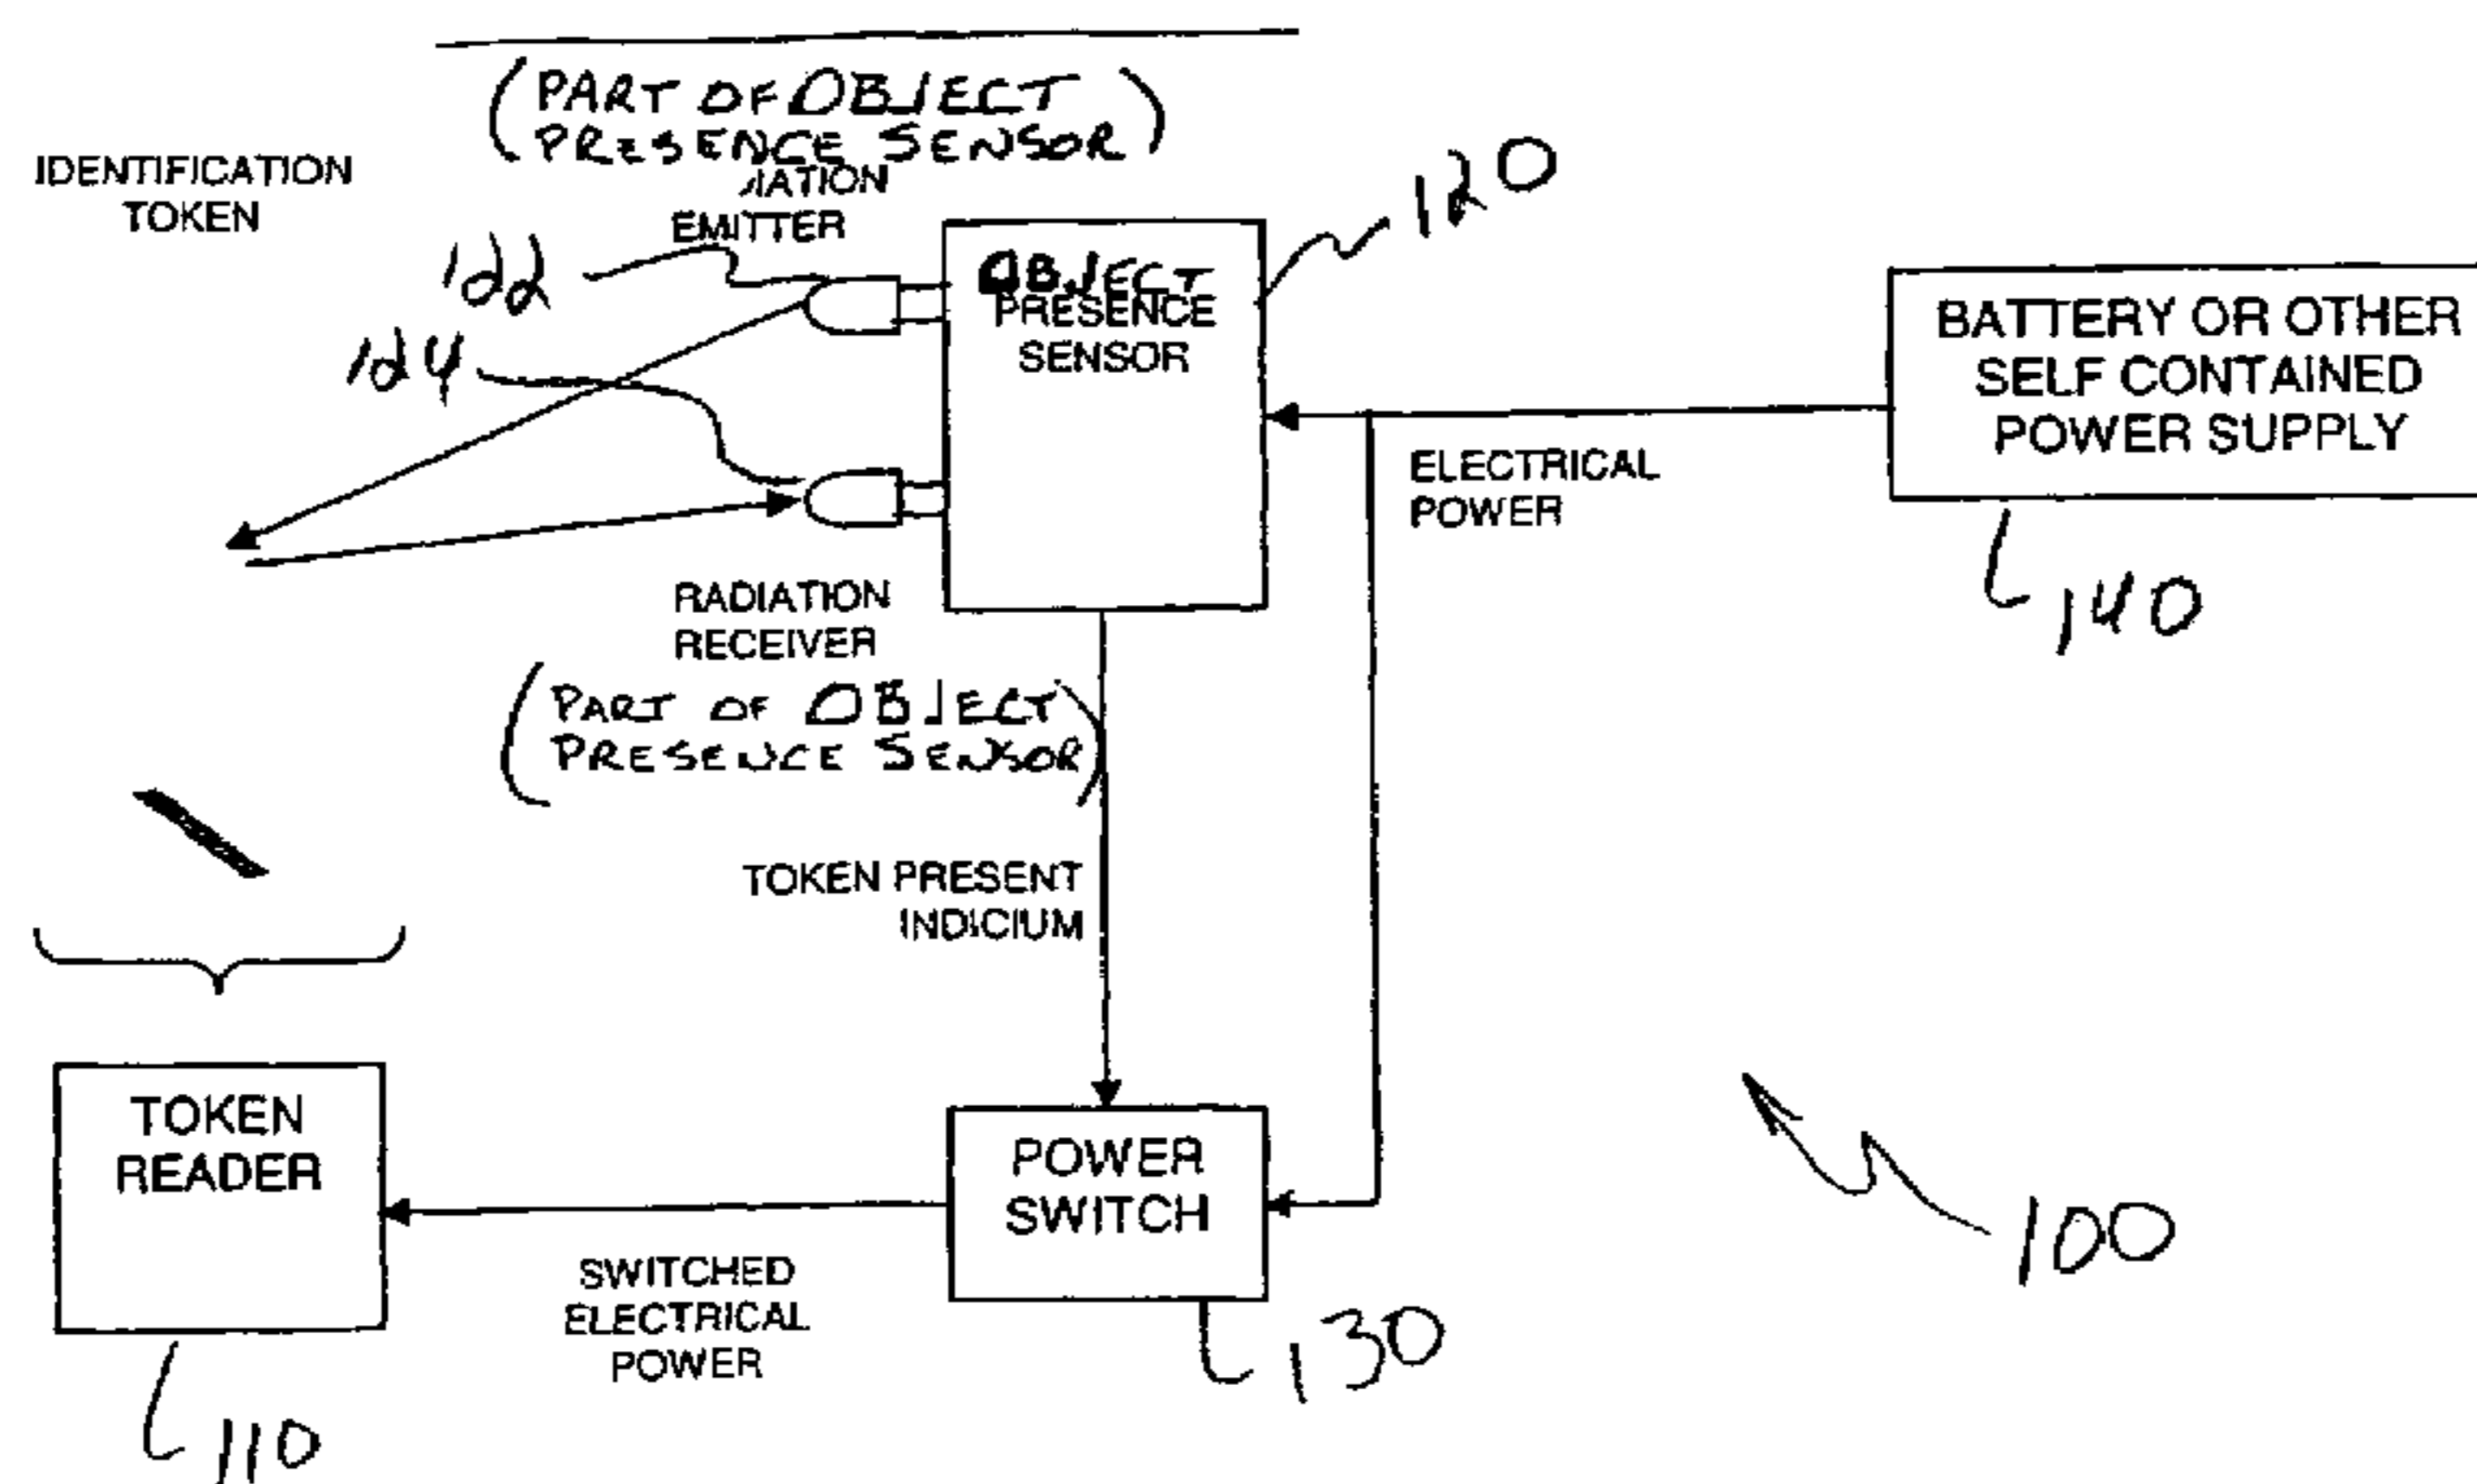 (PART OF OBJECT
PRESENCE SENSOR)
IDENTIFICATION
TOKEN
IATION
EMITTER
122
120
OBJECT
PRESENCE
SENSOR
124
BATTERY OR OTHER
SELF CONTAINED
POWER SUPPLY
ELECTRICAL
POWER
140
RADIATION
RECEIVER
(PART OF OBJECT
PRESENCE SENSOR)
TOKEN PRESENT
INDICIUM
TOKEN
READER
POWER
SWITCH
100
SWITCHED
ELECTRICAL
POWER
130
110